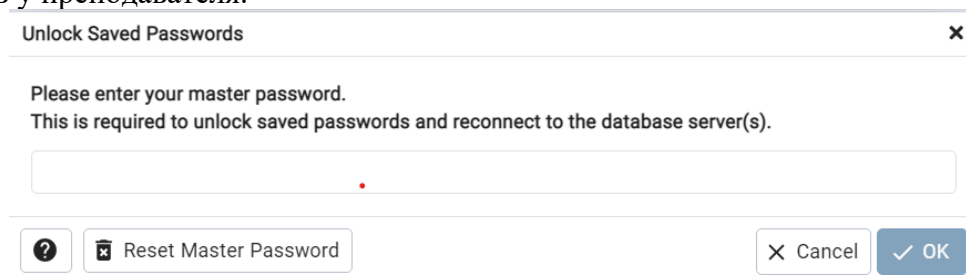 у преподавателя.
Unlock Saved Passwords
Please enter your master password.
This is required to unlock saved passwords and reconnect to the database server(s).
Reset Master Password
Cancel
OK